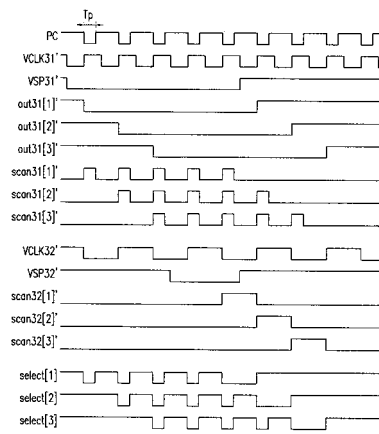 Tp
PC
VCLK31'
VSP31'
out31[1]'
out31[2]'
out31[3]'
scan31[1]'
scan31[2]'
scan31[3]'
VCLK32'
VSP32'
scan32[1]'
scan32[2]'
scan32[3]'
select[1]
select[2]
select[3]